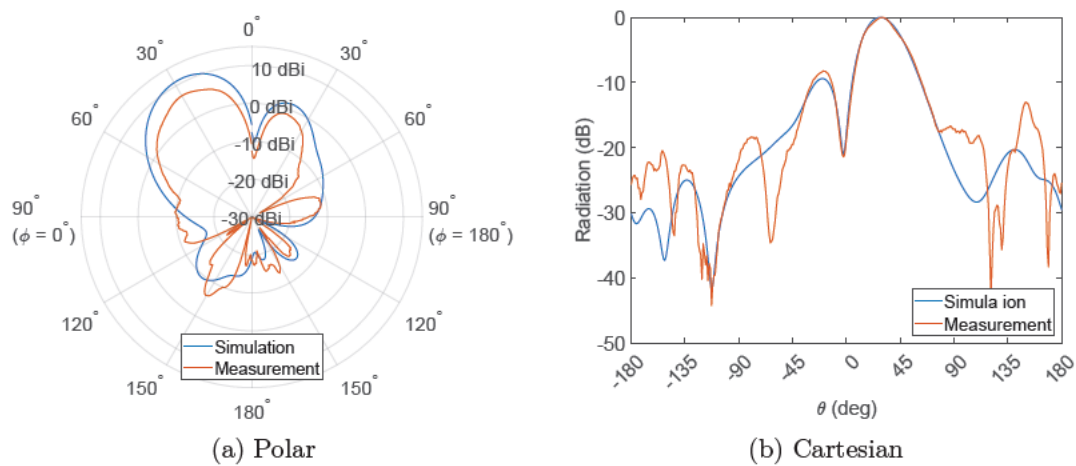 0°
30°
30°
10 dBi
0 dBi
60°
60°
-10 dBi
-20 dBi
90°
-30 dBi
90°
(ϕ = 0°)
(ϕ = 180°)
120°
120°
Simulation
Measurement
150°
150°
180°
(a) Polar
0
-10
-20
-30
-40
-50
Radiation (dB)
Simula ion
Measurement
-180
-135
-90
-45
0
45
90
135
180
θ (deg)
(b) Cartesian